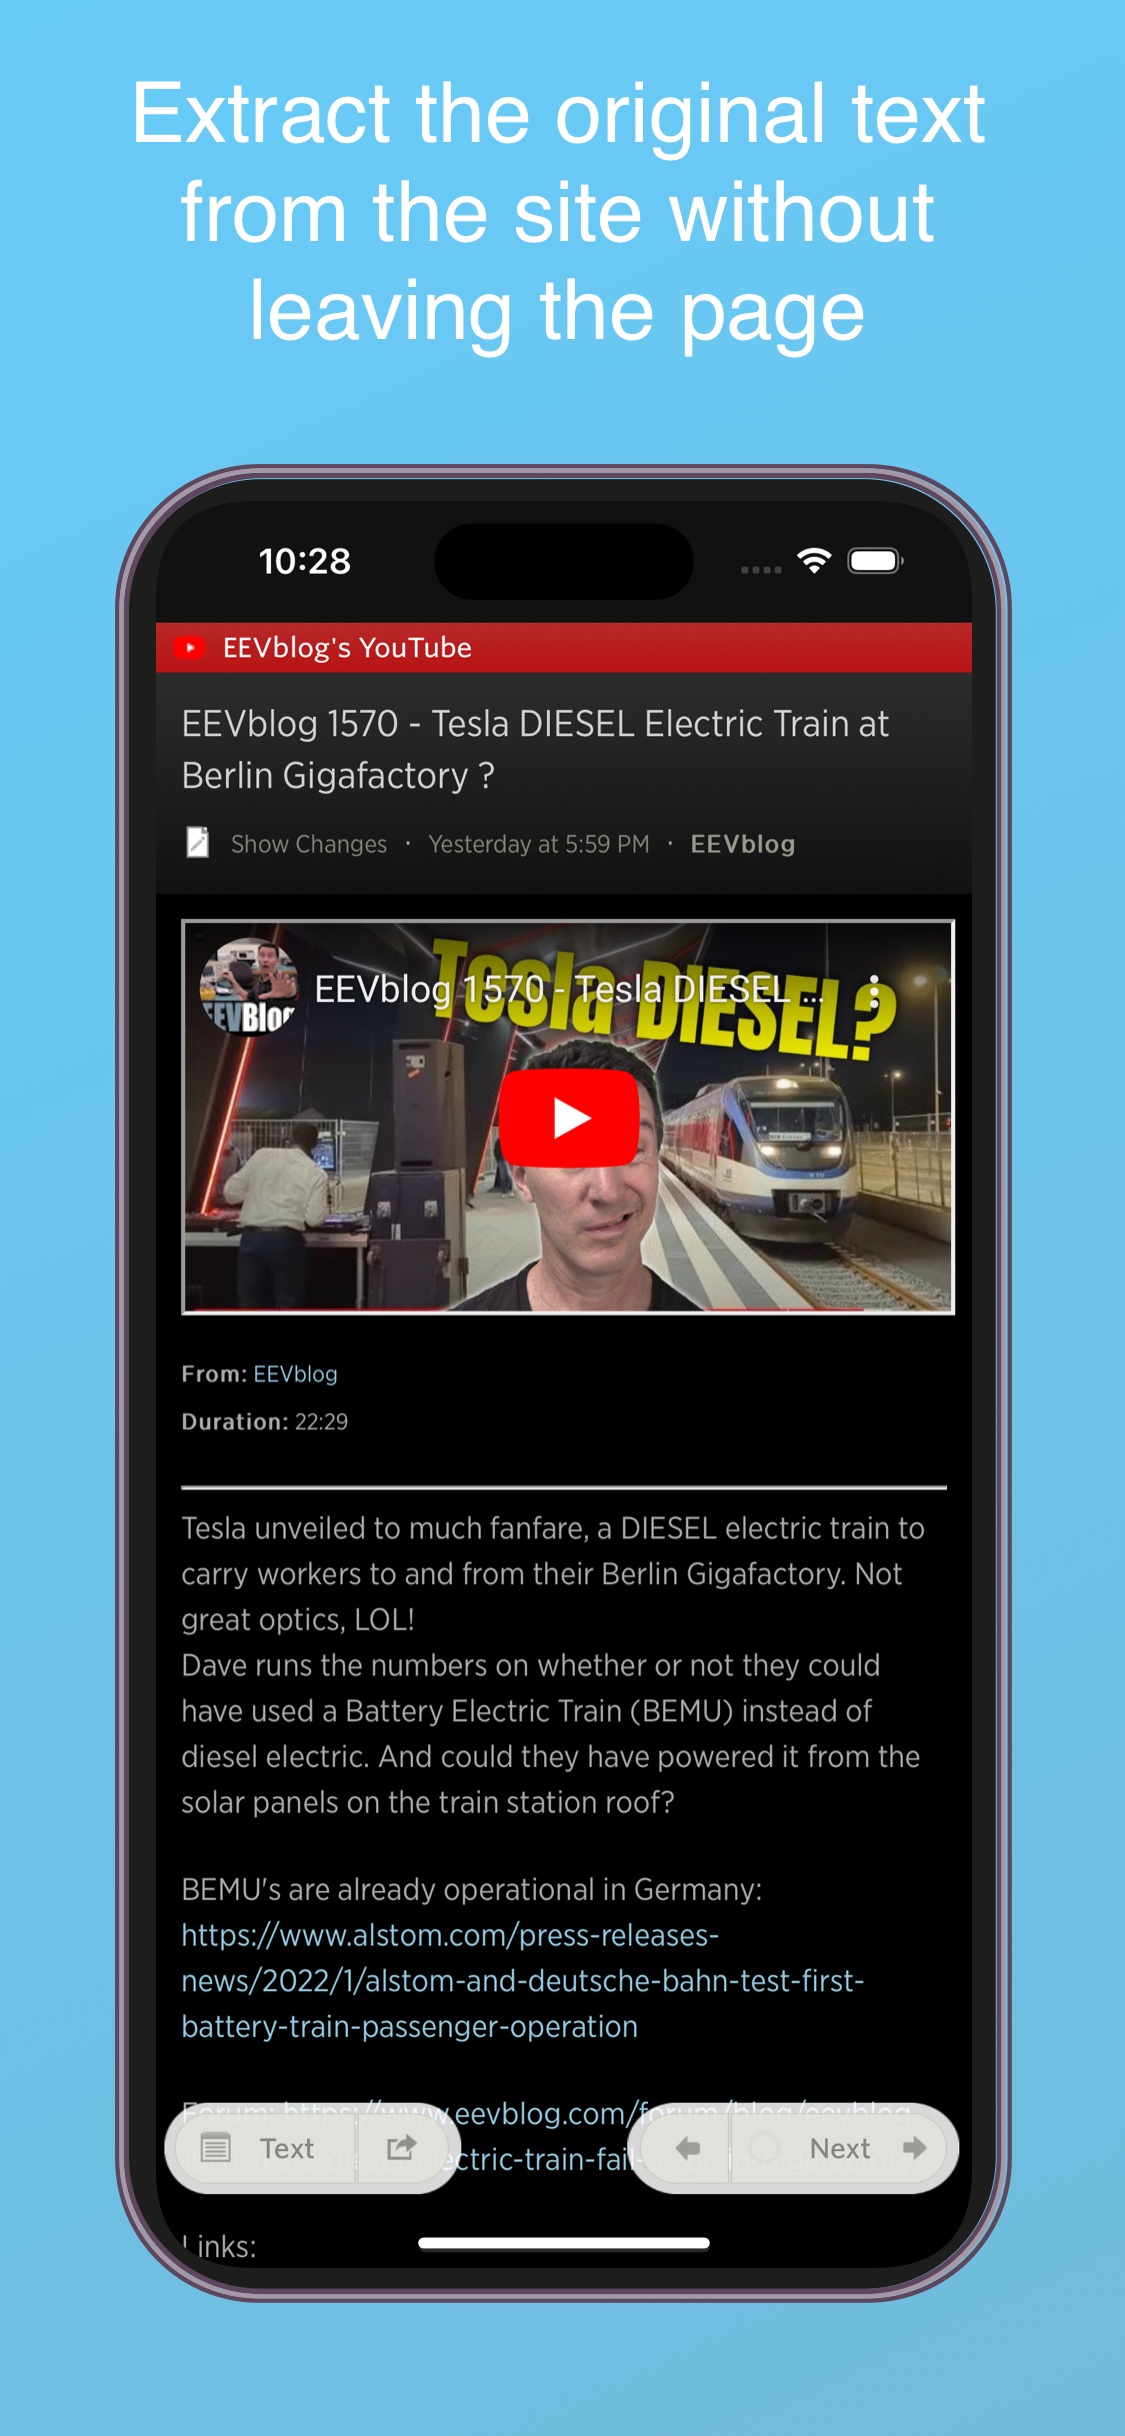 Extract the original text
from the site without
leaving the page
10:28
EEVblog's YouTube
EEVblog 1570 - Tesla DIESEL Electric Train at
Berlin Gigafactory ?
Show Changes · Yesterday at 5:59 PM · EEVblog
Tesla DIESEL?
EEVblog 1570 - Tesla DIESEL ...
EEVBlog
From: EEVblog
Duration: 22:29
Tesla unveiled to much fanfare, a DIESEL electric train to
carry workers to and from their Berlin Gigafactory. Not
great optics, LOL!
Dave runs the numbers on whether or not they could
have used a Battery Electric Train (BEMU) instead of
diesel electric. And could they have powered it from the
solar panels on the train station roof?
BEMU's are already operational in Germany:
https://www.alstom.com/press-releases-
news/2022/1/alstom-and-deutsche-bahn-test-first-
battery-train-passenger-operation
Forum: https://www.eevblog.com/forum/blog/eevblog
ectric-train-fail-
Text
Next
Links: